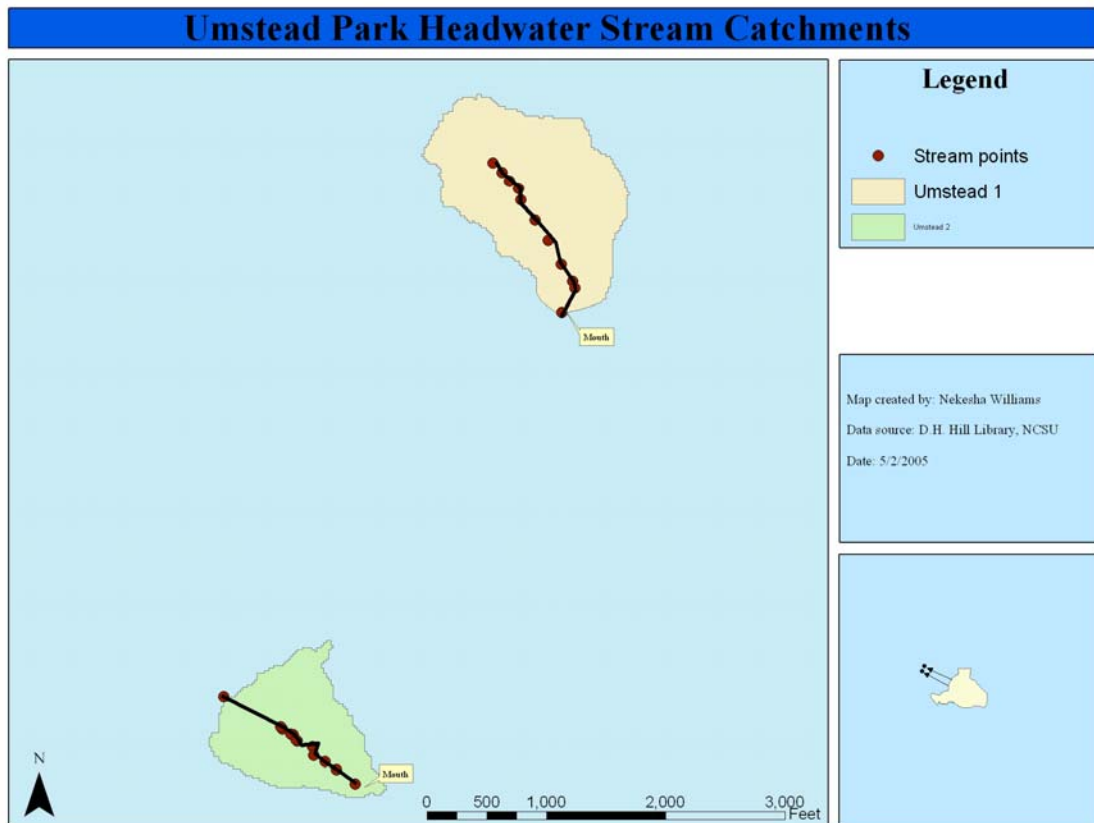 Umstead Park Headwater Stream Catchments
Legend
Stream points
Umstead 1
Umstead 2
Mouth
Map created by: Nekesha Williams
Data source: D.H. Hill Library, NCSU
Date: 5/2/2005
Mouth
N
0 500 1,000 2,000 3,000
Feet